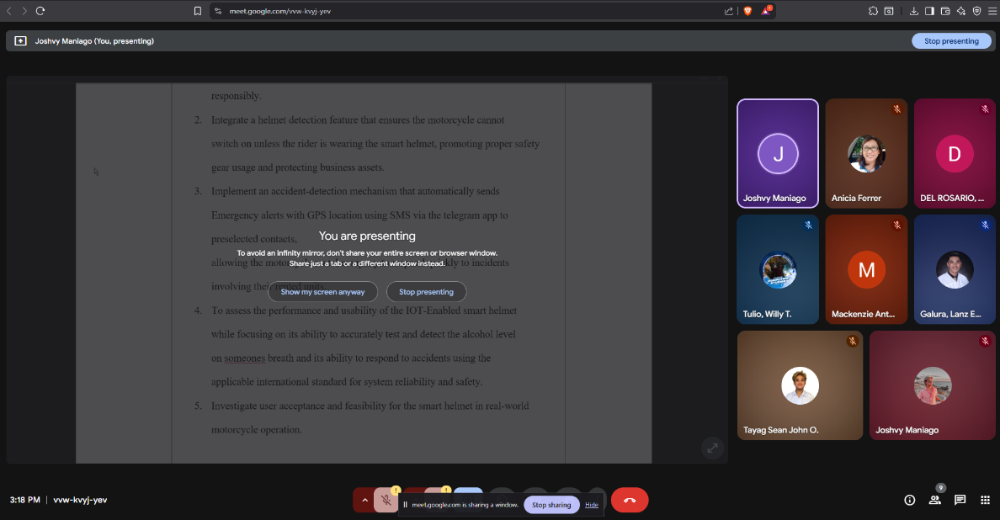 meet.google.com/vvw-kvyj-yev
Joshvy Maniago (You, presenting)
Stop presenting
responsibly.
2. Integrate a helmet detection feature that ensures the motorcycle cannot
switch on unless the rider is wearing the smart helmet, promoting proper safety
gear usage and protecting business assets.
3. Implement an accident-detection mechanism that automatically sends
Emergency alerts with GPS location using SMS via the telegram app to
preselected contacts,
You are presenting
To avoid an infinity mirror, don't share your entire screen or browser window.
Share just a tab or a different window instead.
allowing the to incidents
involving their rented units.
Show my screen anyway
Stop presenting
4. To assess the performance and usability of the IOT-Enabled smart helmet
while focusing on its ability to accurately test and detect the alcohol level
on someones breath and its ability to respond to accidents using the
applicable international standard for system reliability and safety.
5. Investigate user acceptance and feasibility for the smart helmet in real-world
motorcycle operation.
J
Joshvy Maniago
Anicia Ferrer
D
DEL ROSARIO, ...
Tulio, Willy T.
M
Mackenzie Ant...
Galura, Lanz E...
Tayag Sean John O.
Joshvy Maniago
3:18 PM | vvw-kvyj-yev
meet.google.com is sharing a window.
Stop sharing
Hide
9